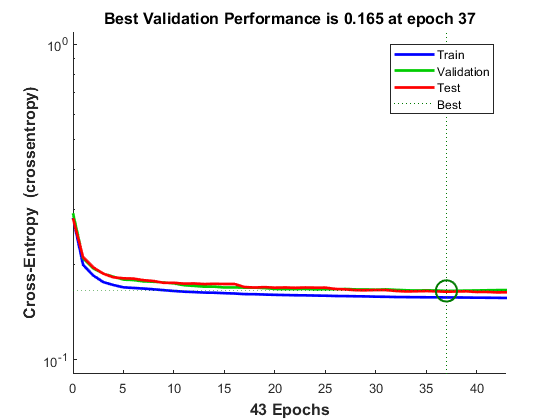 Best Validation Performance is 0.165 at epoch 37
10^0
Train
Validation
Test
Best
Cross-Entropy (crossentropy)
10^-1
0 5 10 15 20 25 30 35 40
43 Epochs